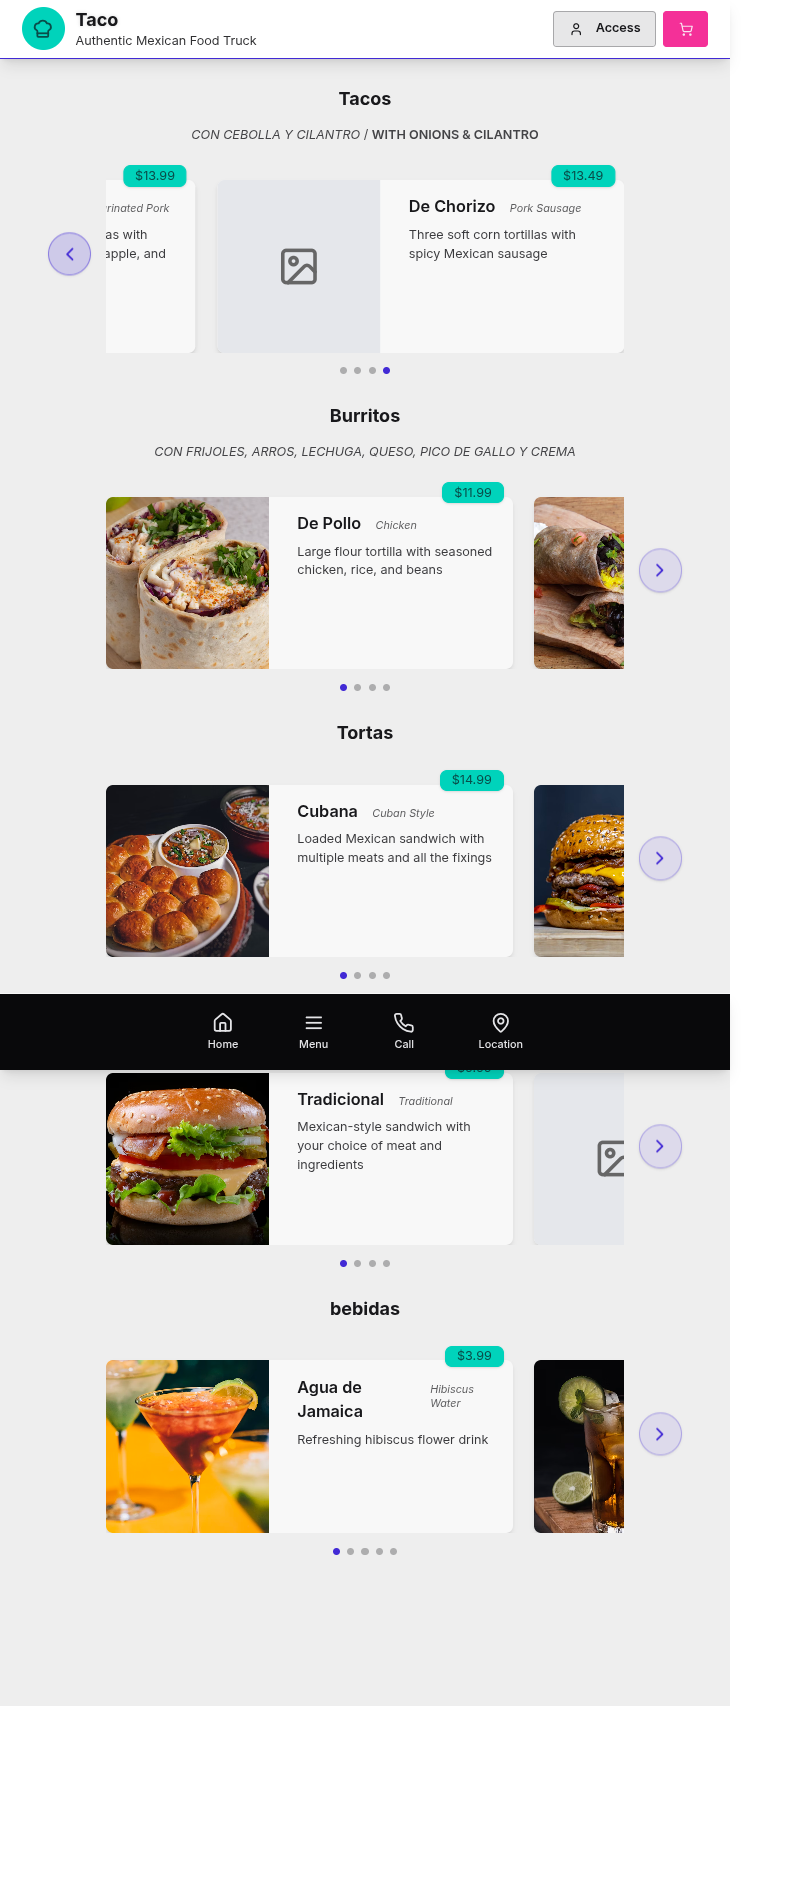 Taco
Authentic Mexican Food Truck
Access
Tacos
CON CEBOLLA Y CILANTRO / WITH ONIONS & CILANTRO
$13.99
$13.49
Pork
De Chorizo Pork Sausage
as with
Three soft corn tortillas with
and
spicy Mexican sausage
Burritos
CON FRIJOLES, ARROS, LECHUGA, QUESO, PICO DE GALLO Y CREMA
$11.99
De Pollo Chicken
Large flour tortilla with seasoned
chicken, rice, and beans
Tortas
$14.99
Cubana Cuban Style
Loaded Mexican sandwich with
multiple meats and all the fixings
Home
Menu
Call
Location
Tradicional Traditional
Mexican-style sandwich with
your choice of meat and
ingredients
bebidas
$3.99
Agua de
Jamaica
Hibiscus
Water
Refreshing hibiscus flower drink